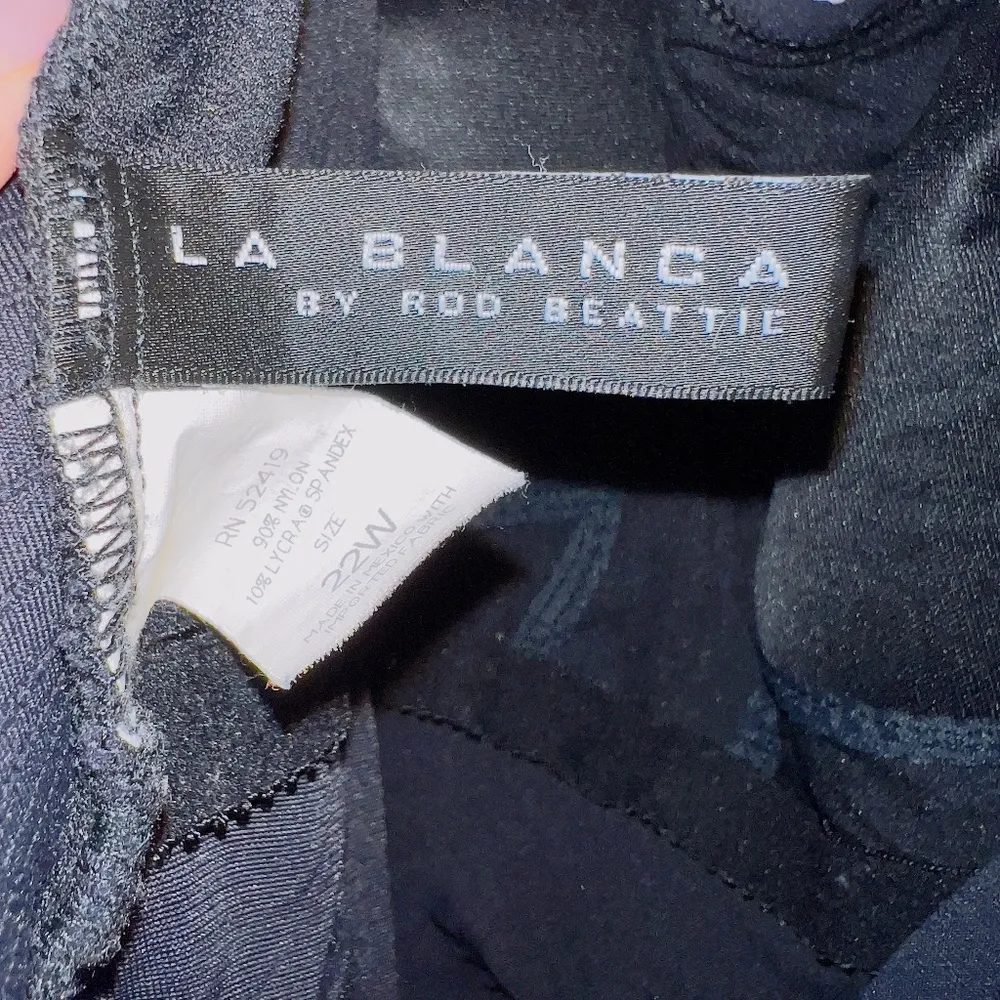 LA BLANCA
BY ROD BEATTIE
RN 52419
90% NYLON
10% LYCRA® SPANDEX
SIZE
22W
MADE IN MEXICO WITH
IMPORTED FABRIC